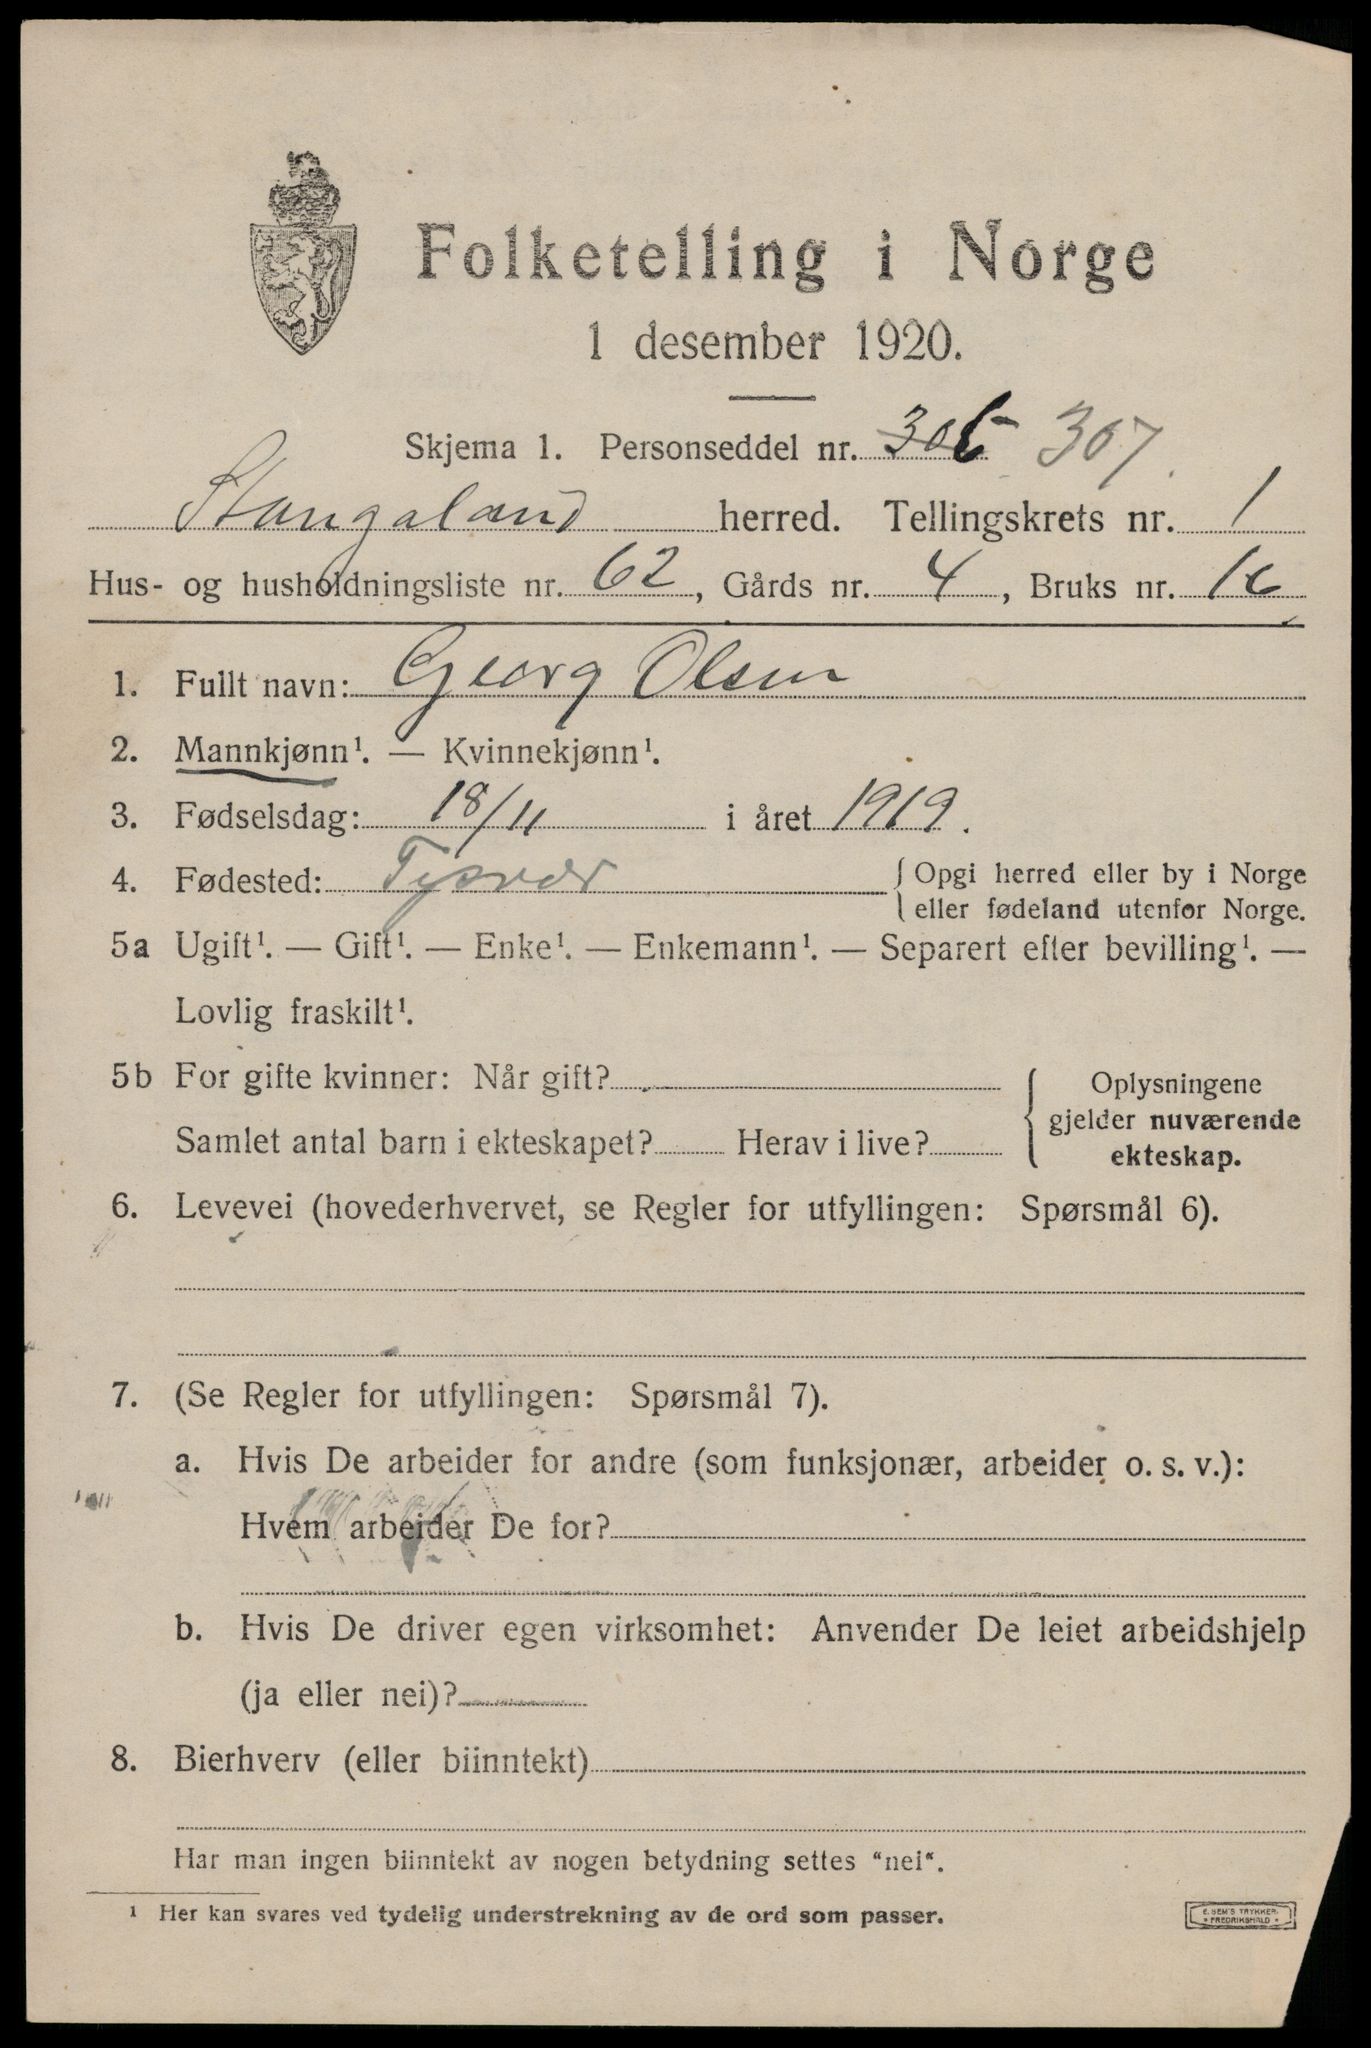 Folketelling i Norge
1 desember 1920.
Skjema 1. Personseddel nr. 306 307
Stangaland herred. Tellingskrets nr. 1
Hus- og husholdningsliste nr. 62, Gårds nr. 4, Bruks nr. 16
1. Fullt navn: Georg Olsen
2. Mannkjønn¹. — Kvinnekjønn¹.
3. Fødselsdag: 18/11 i året 1919.
4. Fødested: Tysvær { Opgi herred eller by i Norge
eller fødeland utenfor Norge.
5a Ugift¹. — Gift¹. — Enke¹. — Enkemann¹. — Separert efter bevilling¹. —
Lovlig fraskilt¹.
5b For gifte kvinner: Når gift?
Samlet antal barn i ekteskapet? Herav i live?
{ Oplysningene
gjelder nuværende
ekteskap.
6. Levevei (hovederhvervet, se Regler for utfyllingen: Spørsmål 6).
7. (Se Regler for utfyllingen: Spørsmål 7).
a. Hvis De arbeider for andre (som funksjonær, arbeider o. s. v.):
Hvem arbeider De for?
b. Hvis De driver egen virksomhet: Anvender De leiet arbeidshjelp
(ja eller nei)?
8. Bierhverv (eller biinntekt)
Har man ingen biinntekt av nogen betydning settes "nei".
¹ Her kan svares ved tydelig understrekning av de ord som passer.
E. SEM'S TRYKKERI
* FREDRIKSHALD *